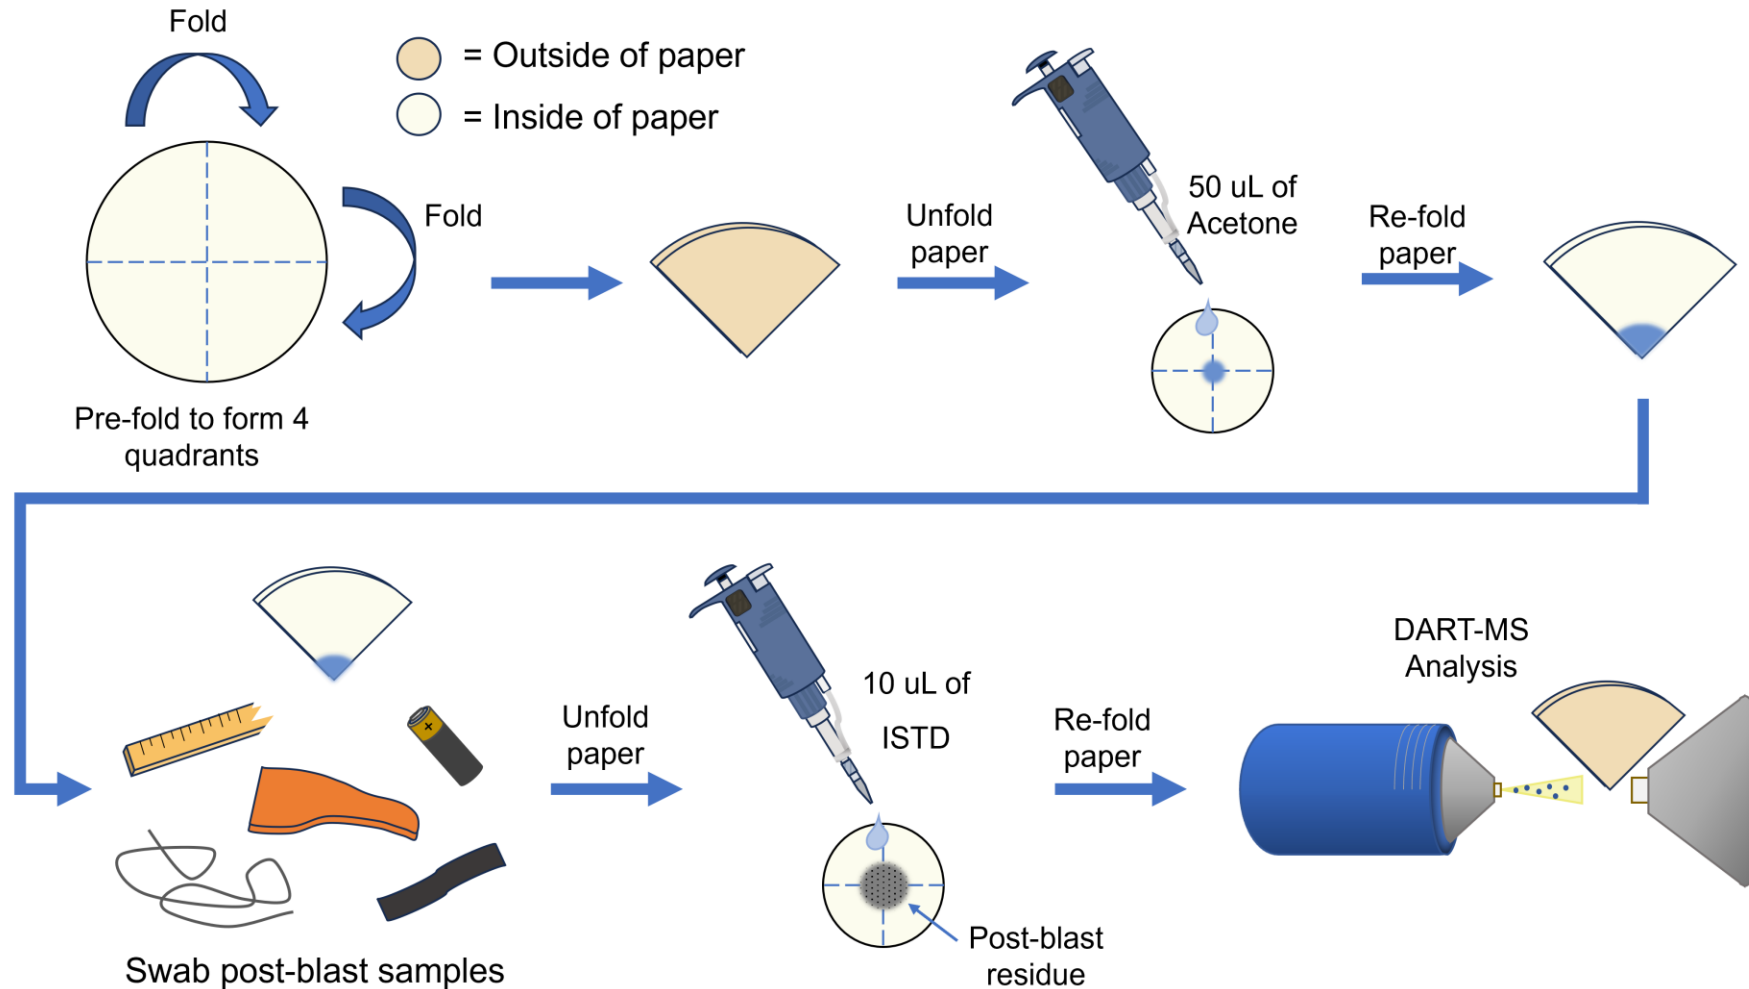 Fold
= Outside of paper
= Inside of paper
Fold
Pre-fold to form 4
quadrants
Unfold
paper
50 uL of
Acetone
Re-fold
paper
Swab post-blast samples
+
Unfold
paper
10 uL of
ISTD
Post-blast
residue
Re-fold
paper
DART-MS
Analysis